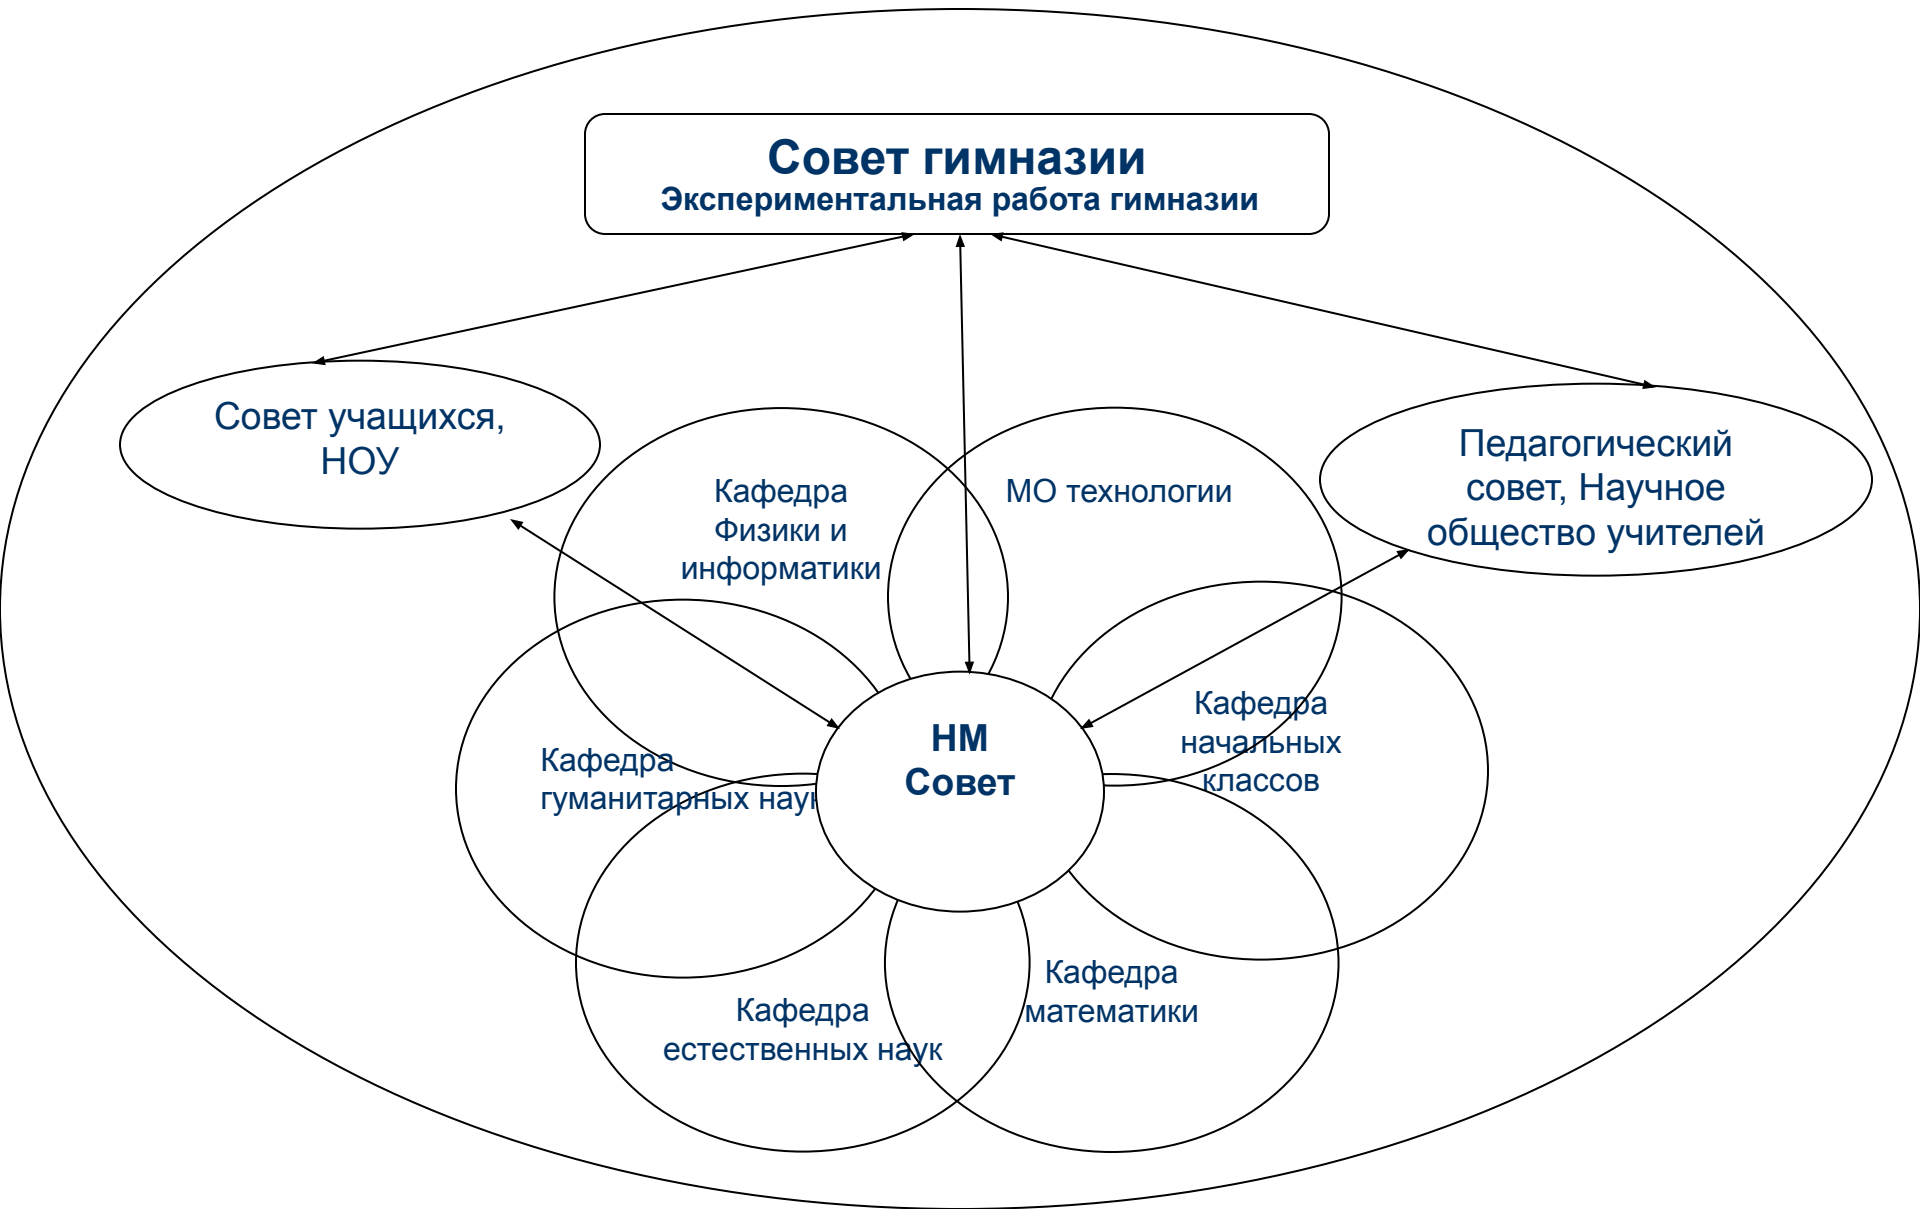 Совет гимназии
Экспериментальная работа гимназии
Совет учащихся,
НОУ
Педагогический
совет, Научное
общество учителей
Кафедра
Физики и
информатики
МО технологии
Кафедра
начальных
классов
НМ
Совет
Кафедра
гуманитарных наук
Кафедра
математики
Кафедра
естественных наук